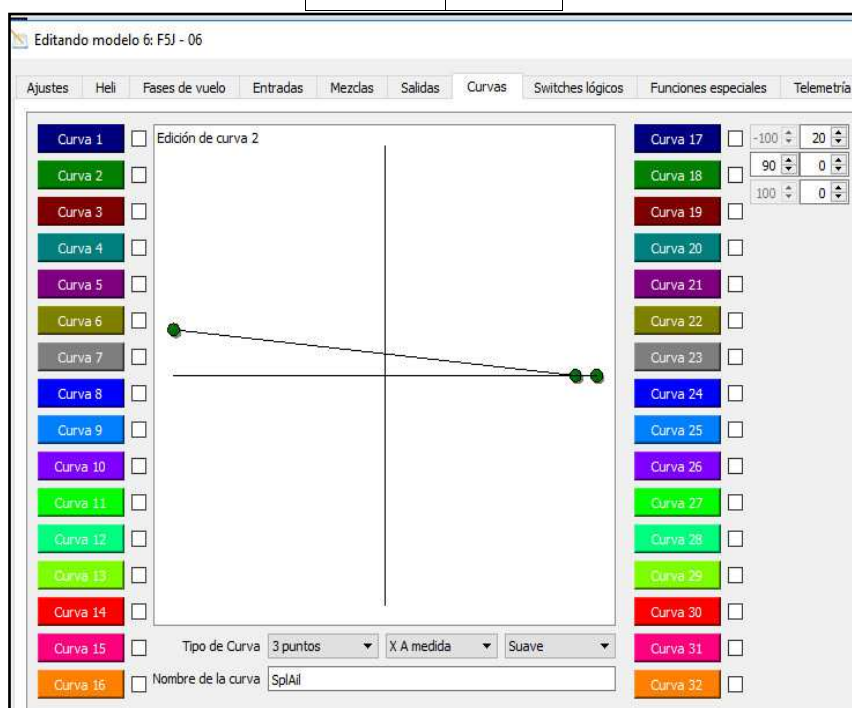 Editando modelo 6: F5J - 06
Ajustes Heli Fases de vuelo Entradas Mezclas Salidas Curvas Switches lógicos Funciones especiales Telemetría
Edición de curva 2
Curva 1 Curva 17 -100 20
Curva 2 Curva 18 90 0
Curva 3 Curva 19 100 0
Curva 4 Curva 20
Curva 5 Curva 21
Curva 6 Curva 22
Curva 7 Curva 23
Curva 8 Curva 24
Curva 9 Curva 25
Curva 10 Curva 26
Curva 11 Curva 27
Curva 12 Curva 28
Curva 13 Curva 29
Curva 14 Curva 30
Curva 15 Tipo de Curva 3 puntos X A medida Suave Curva 31
Curva 16 Nombre de la curva SplAil Curva 32